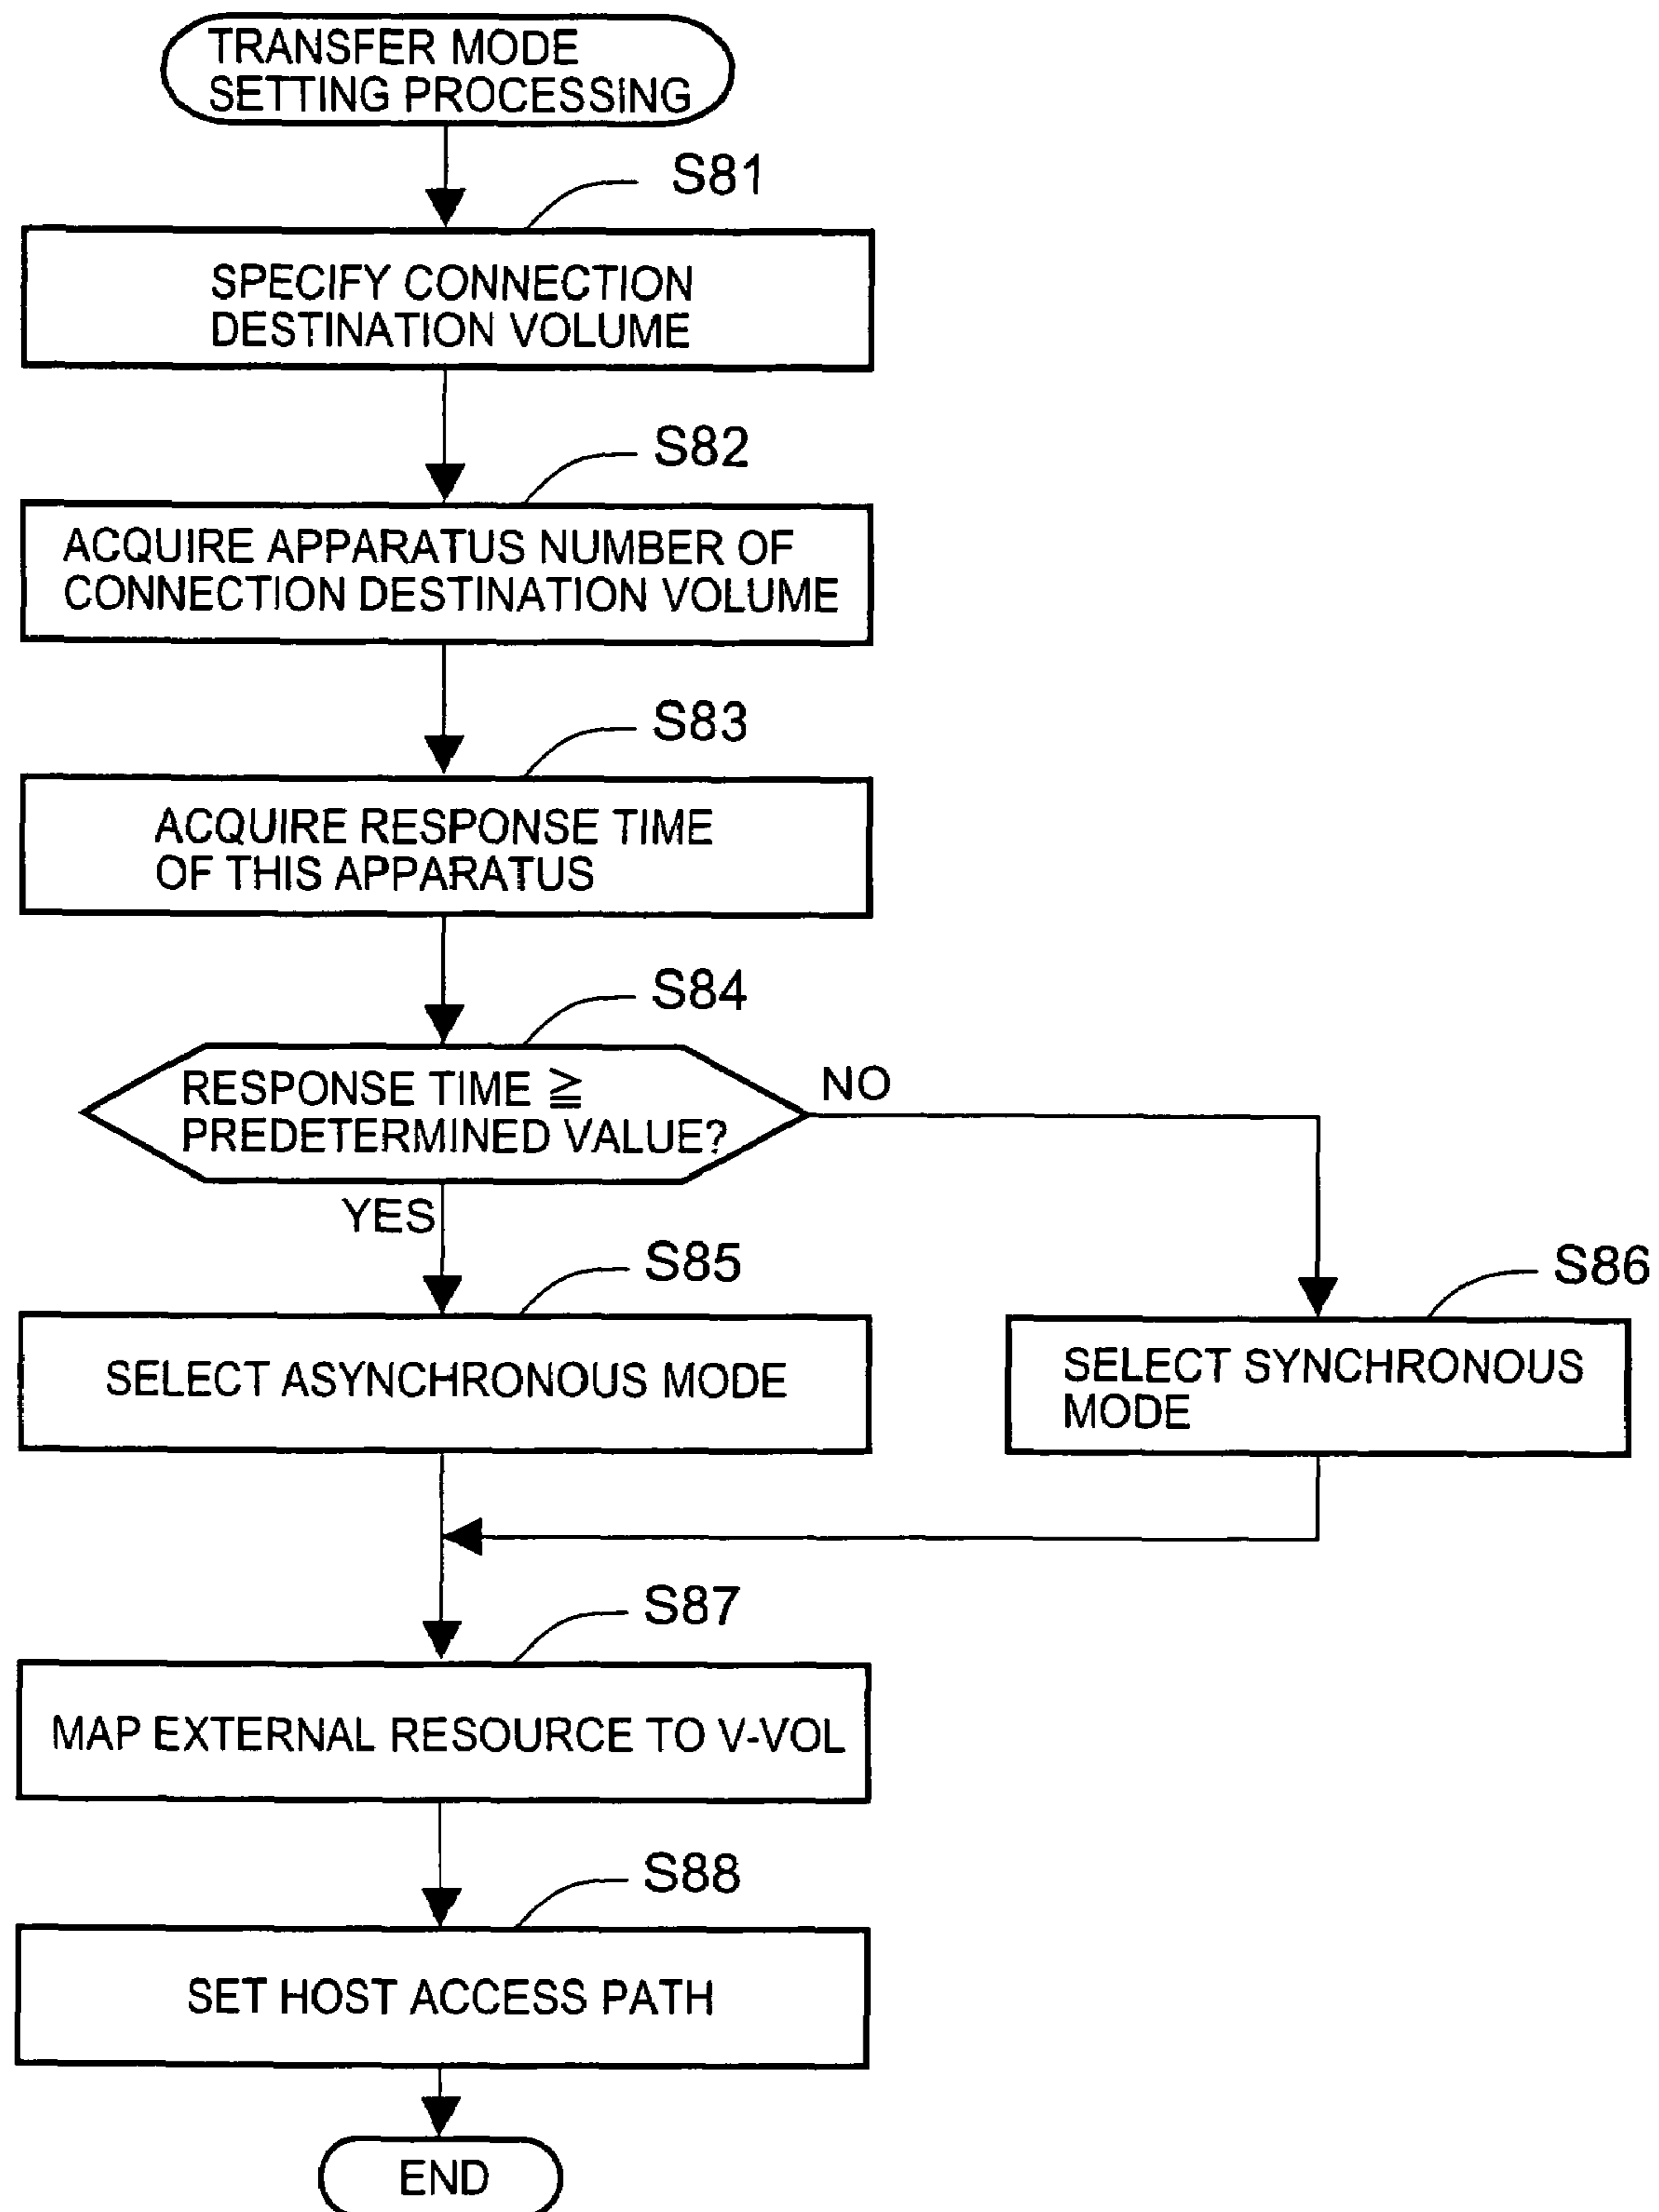 TRANSFER MODE
SETTING PROCESSING
S81
SPECIFY CONNECTION
DESTINATION VOLUME
S82
ACQUIRE APPARATUS NUMBER OF
CONNECTION DESTINATION VOLUME
S83
ACQUIRE RESPONSE TIME
OF THIS APPARATUS
S84
RESPONSE TIME ≧
PREDETERMINED VALUE?
NO
YES
S85
SELECT ASYNCHRONOUS MODE
S86
SELECT SYNCHRONOUS
MODE
S87
MAP EXTERNAL RESOURCE TO V-VOL
S88
SET HOST ACCESS PATH
END